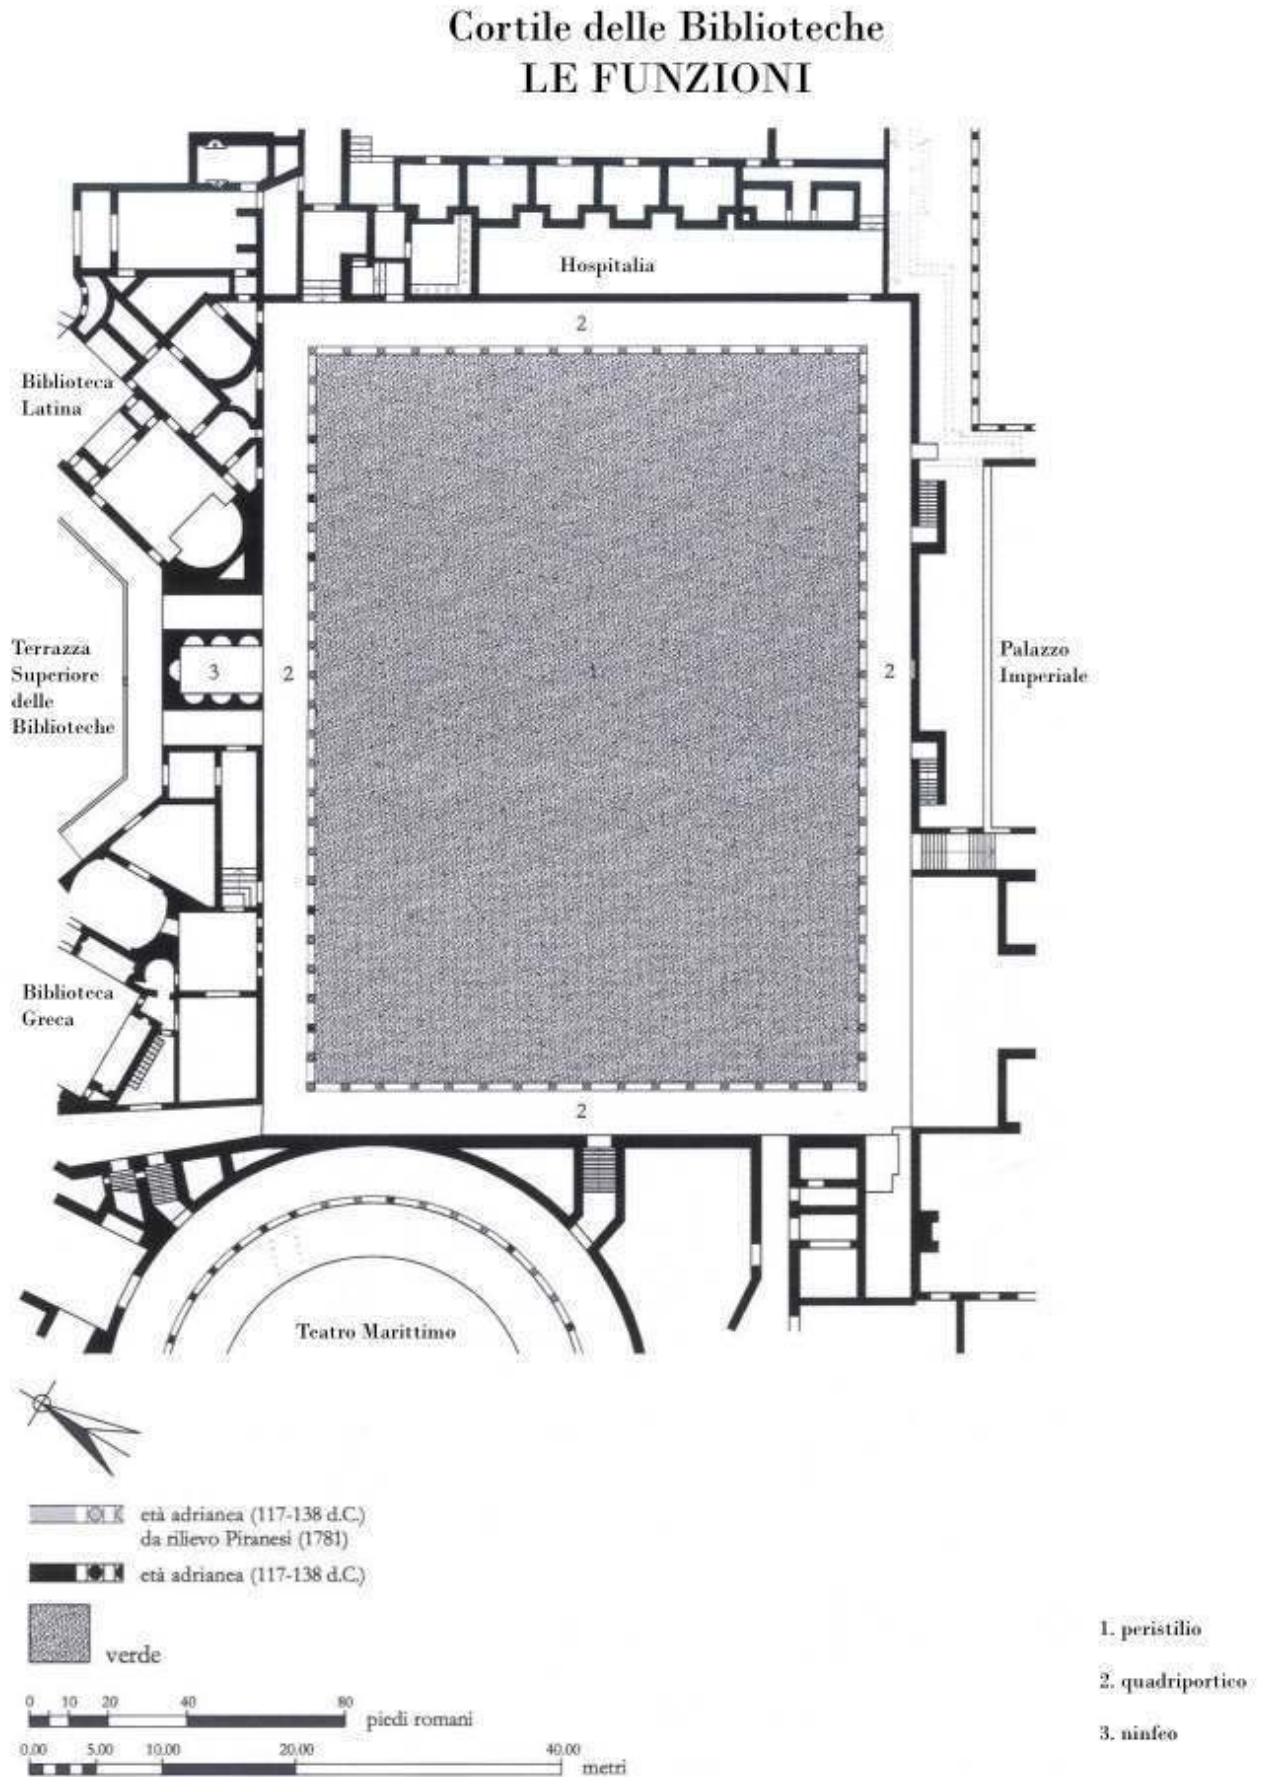 Cortile delle Biblioteche
LE FUNZIONI
Hospitalia
2
Biblioteca
Latina
Terrazza
Superiore
delle
Biblioteche
3
2
1
2
Palazzo
Imperiale
Biblioteca
Greca
2
Teatro Marittimo
età adrianea (117-138 d.C.)
da rilievo Piranesi (1781)
età adrianea (117-138 d.C.)
verde
0 10 20 40 80
piedi romani
0.00 5.00 10.00 20.00 40.00
metri
1. peristilio
2. quadriportico
3. ninfeo